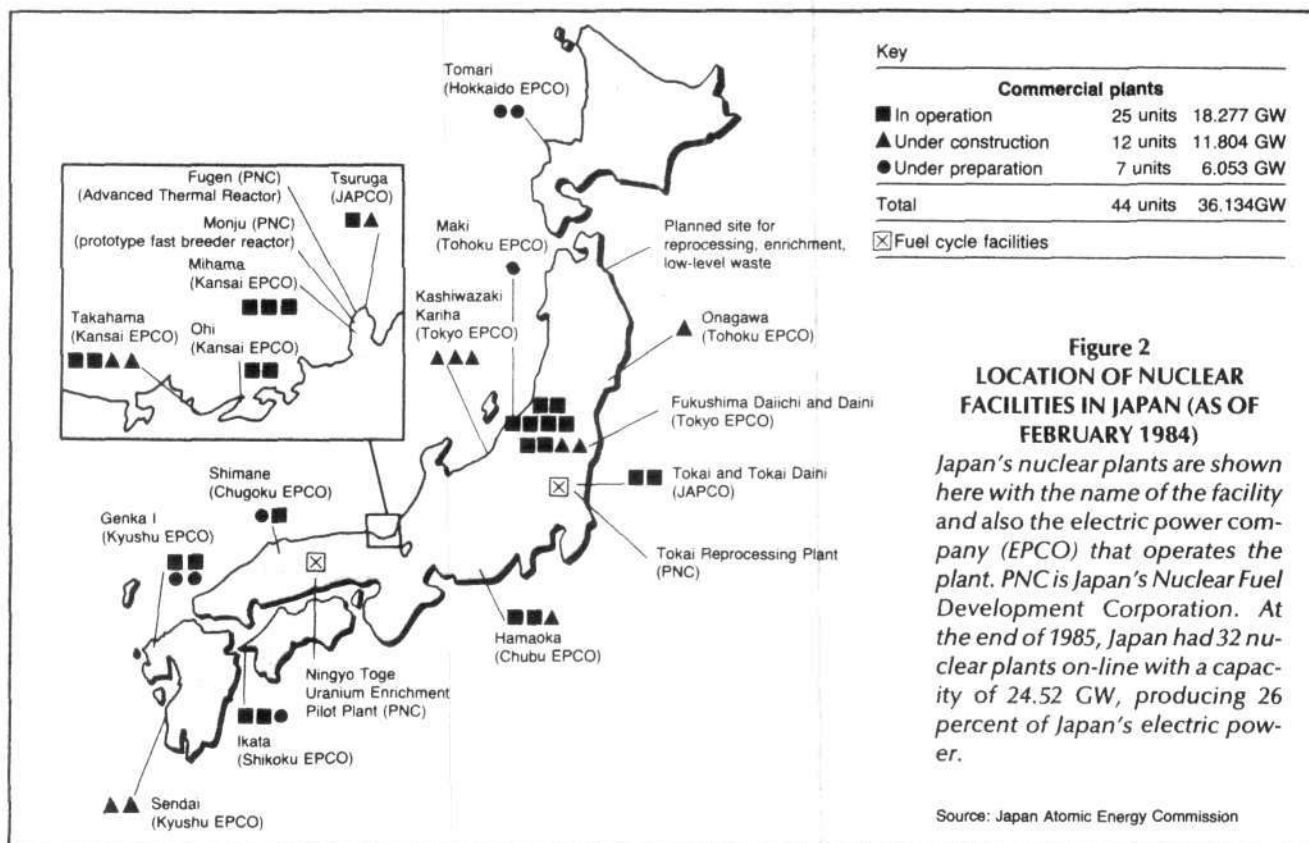 Tomari
(Hokkaido EPCO)
Fugen (PNC)
(Advanced Thermal Reactor)
Tsuruga
(JAPCO)
Monju (PNC)
(prototype fast breeder reactor)
Mihama
(Kansai EPCO)
Takahama
(Kansai EPCO)
Ohi
(Kansai EPCO)
Maki
(Tohoku EPCO)
Planned site for
reprocessing, enrichment,
low-level waste
Kashiwazaki
Kariha
(Tokyo EPCO)
Onagawa
(Tohoku EPCO)
Fukushima Daiichi and Daini
(Tokyo EPCO)
Shimane
(Chugoku EPCO)
Tokai and Tokai Daini
(JAPCO)
Genka I
(Kyushu EPCO)
Tokai Reprocessing Plant
(PNC)
Hamaoka
(Chubu EPCO)
Ningyo Toge
Uranium Enrichment
Pilot Plant (PNC)
Ikata
(Shikoku EPCO)
Sendai
(Kyushu EPCO)
Key
Commercial plants
■ In operation 25 units 18.277 GW
▲ Under construction 12 units 11.804 GW
● Under preparation 7 units 6.053 GW
Total 44 units 36.134GW
Fuel cycle facilities
Figure 2
LOCATION OF NUCLEAR
FACILITIES IN JAPAN (AS OF
FEBRUARY 1984)
Japan's nuclear plants are shown
here with the name of the facility
and also the electric power com-
pany (EPCO) that operates the
plant. PNC is Japan's Nuclear Fuel
Development Corporation. At
the end of 1985, Japan had 32 nu-
clear plants on-line with a capac-
ity of 24.52 GW, producing 26
percent of Japan's electric pow-
er.
Source: Japan Atomic Energy Commission